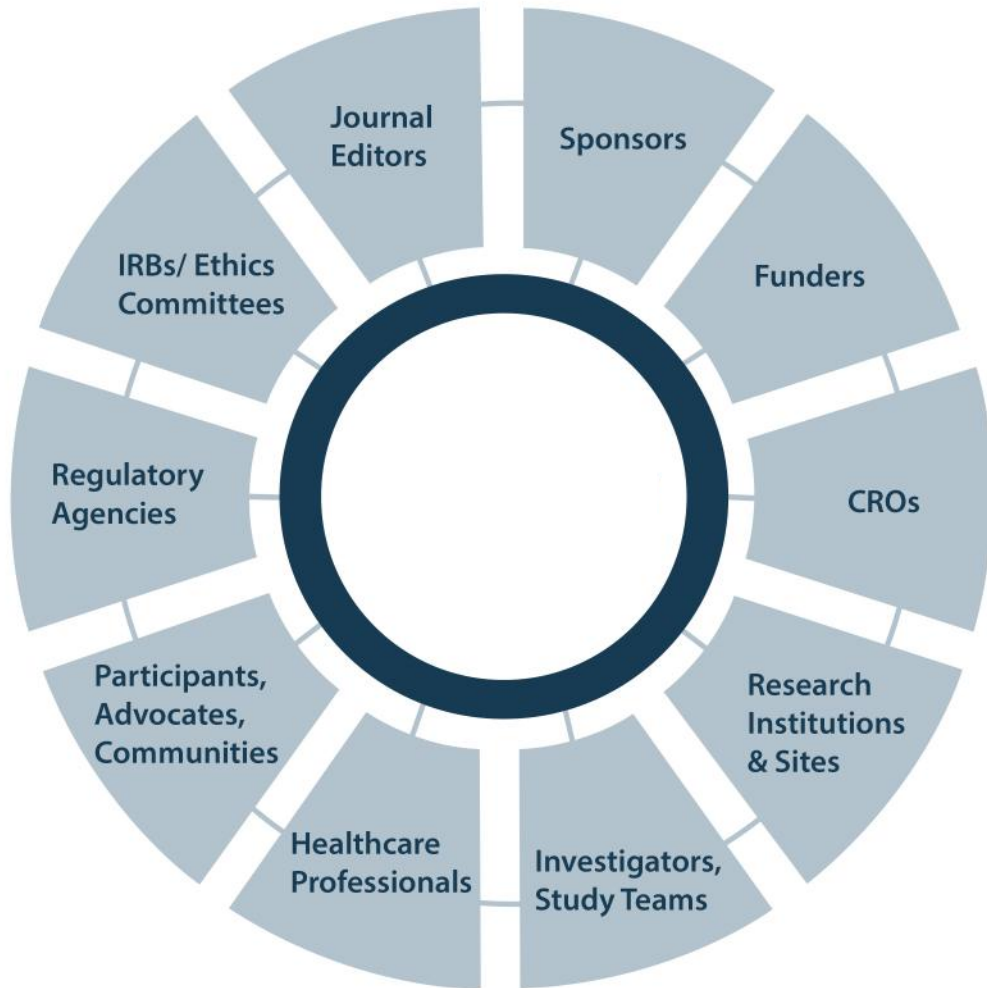 Journal
Editors
Sponsors
Funders
CROs
Research
Institutions
& Sites
Investigators,
Study Teams
Healthcare
Professionals
Participants,
Advocates,
Communities
Regulatory
Agencies
IRBs/ Ethics
Committees